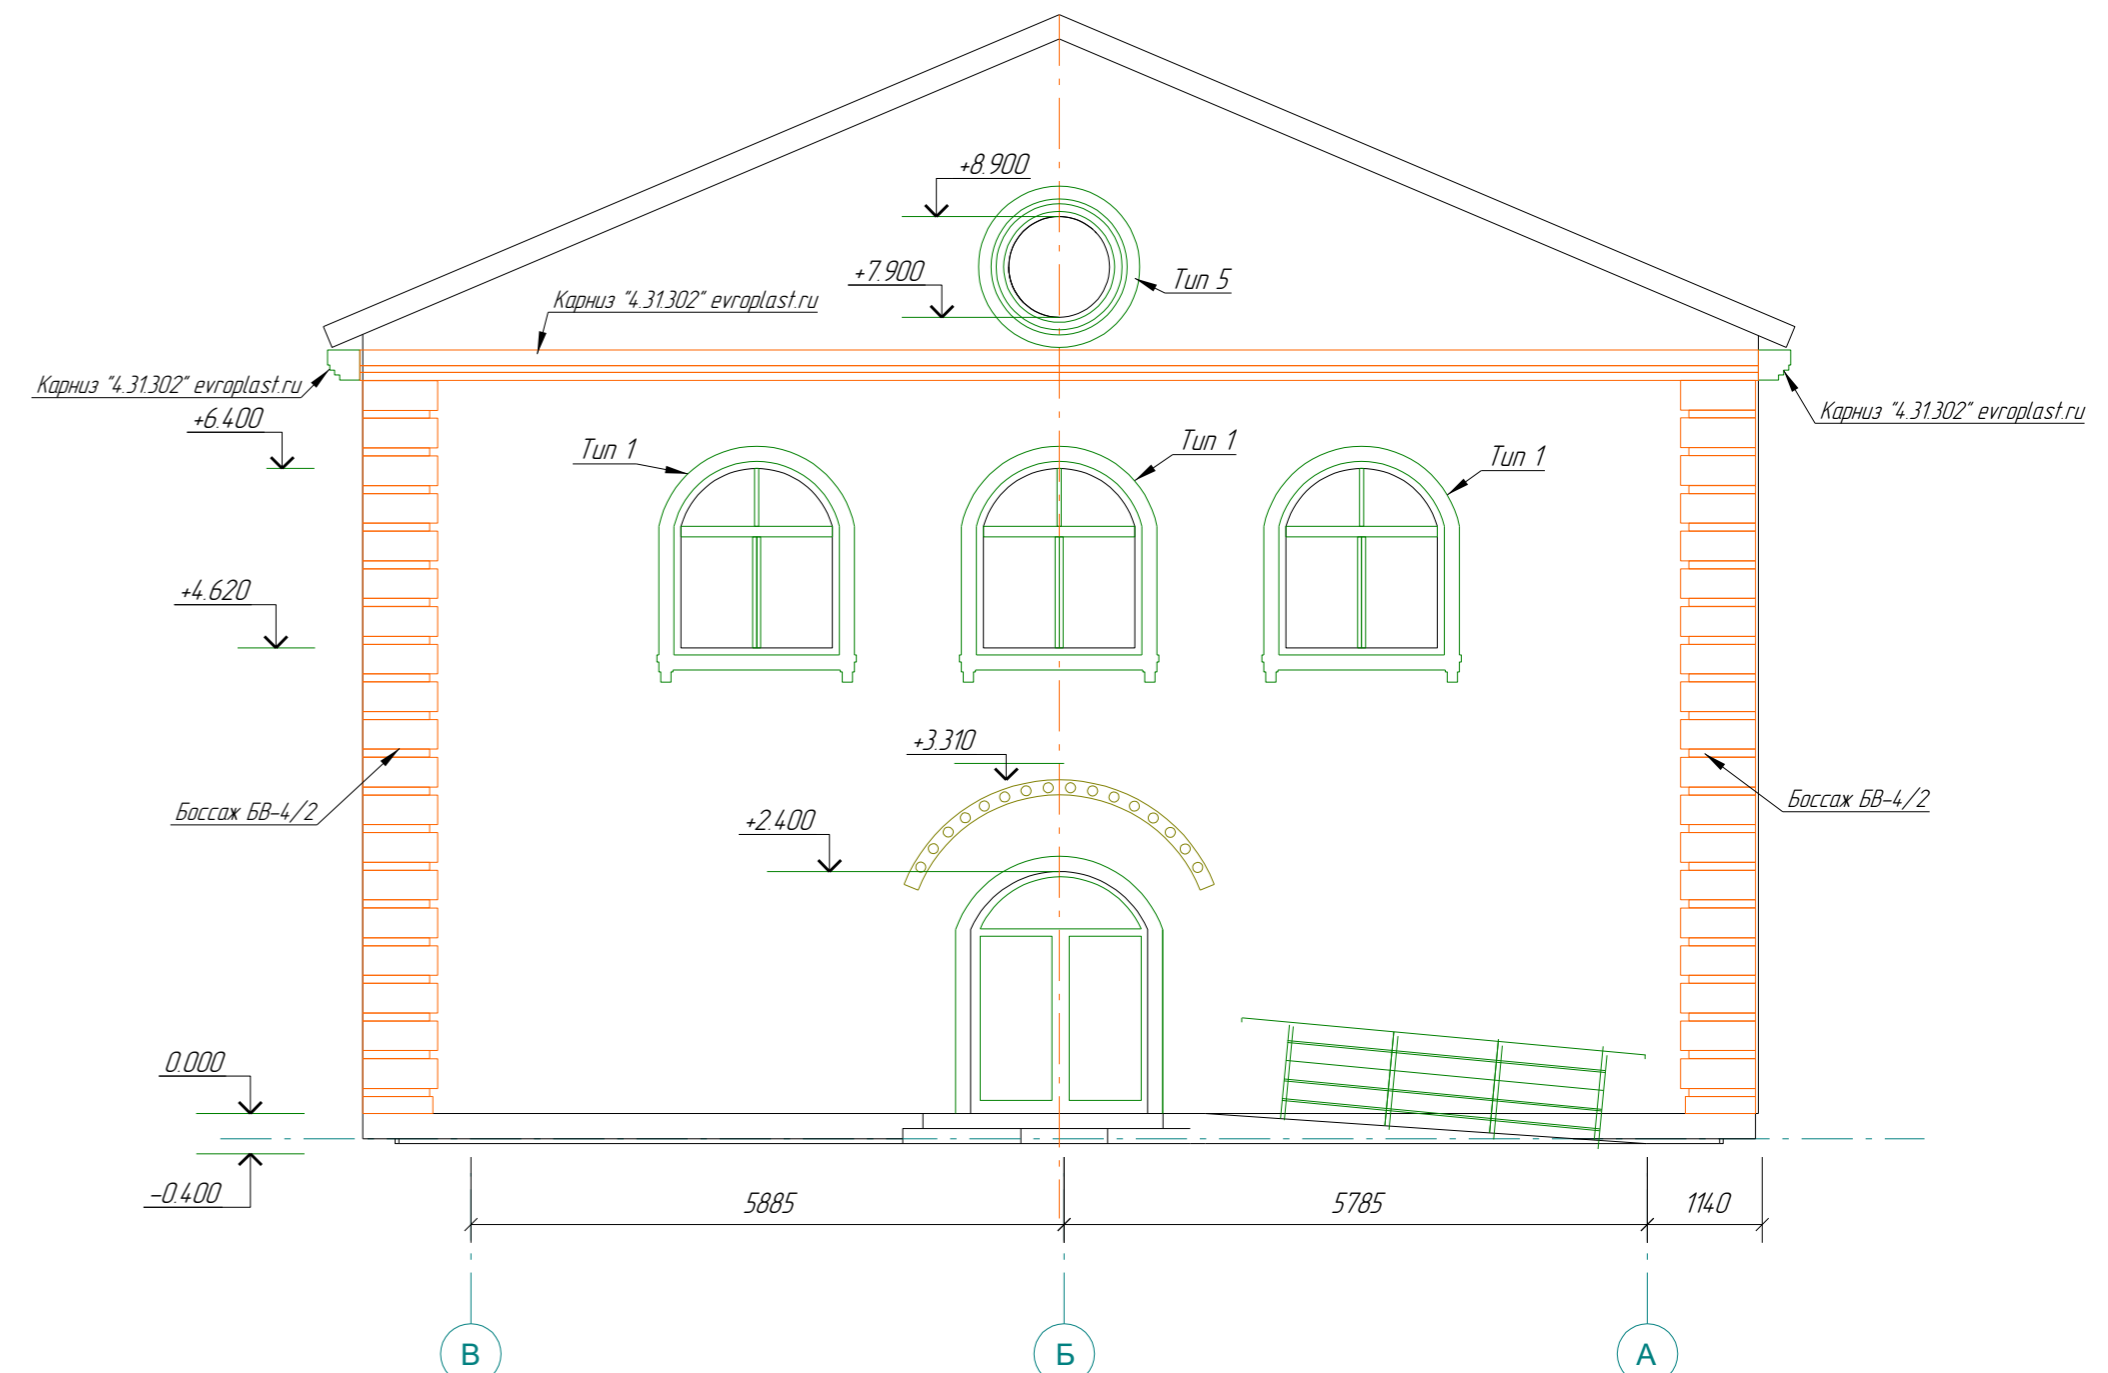 +8.900
+7.900
Тип 5
Карниз "4.31.302" evroplast.ru
Карниз "4.31.302" evroplast.ru
Карниз "4.31.302" evroplast.ru
+6.400
Тип 1
Тип 1
Тип 1
+4.620
+3.310
Боссаж БВ-4/2
+2.400
Боссаж БВ-4/2
0.000
-0.400
5885
5785
1140
В
Б
А